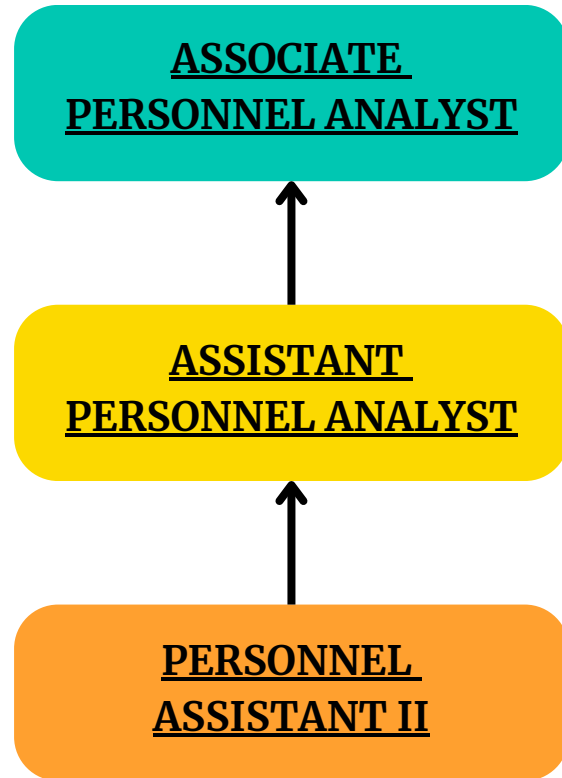 ASSOCIATE
PERSONNEL ANALYST
ASSISTANT
PERSONNEL ANALYST
PERSONNEL
ASSISTANT II